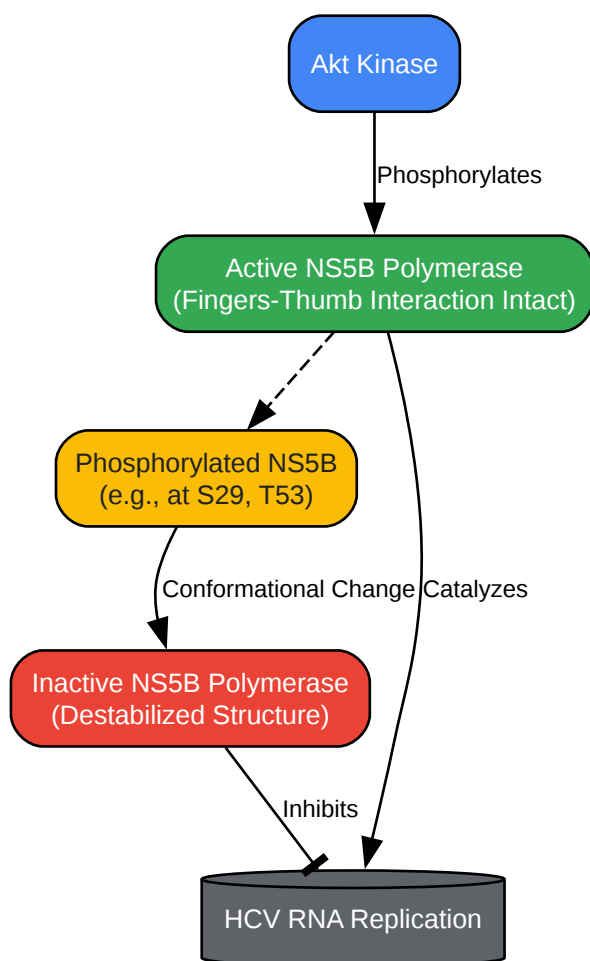 Akt Kinase
Phosphorylates
Active NS5B Polymerase
(Fingers-Thumb Interaction Intact)
Phosphorylated NS5B
(e.g., at S29, T53)
Conformational Change
Catalyzes
Inactive NS5B Polymerase
(Destabilized Structure)
Inhibits
HCV RNA Replication